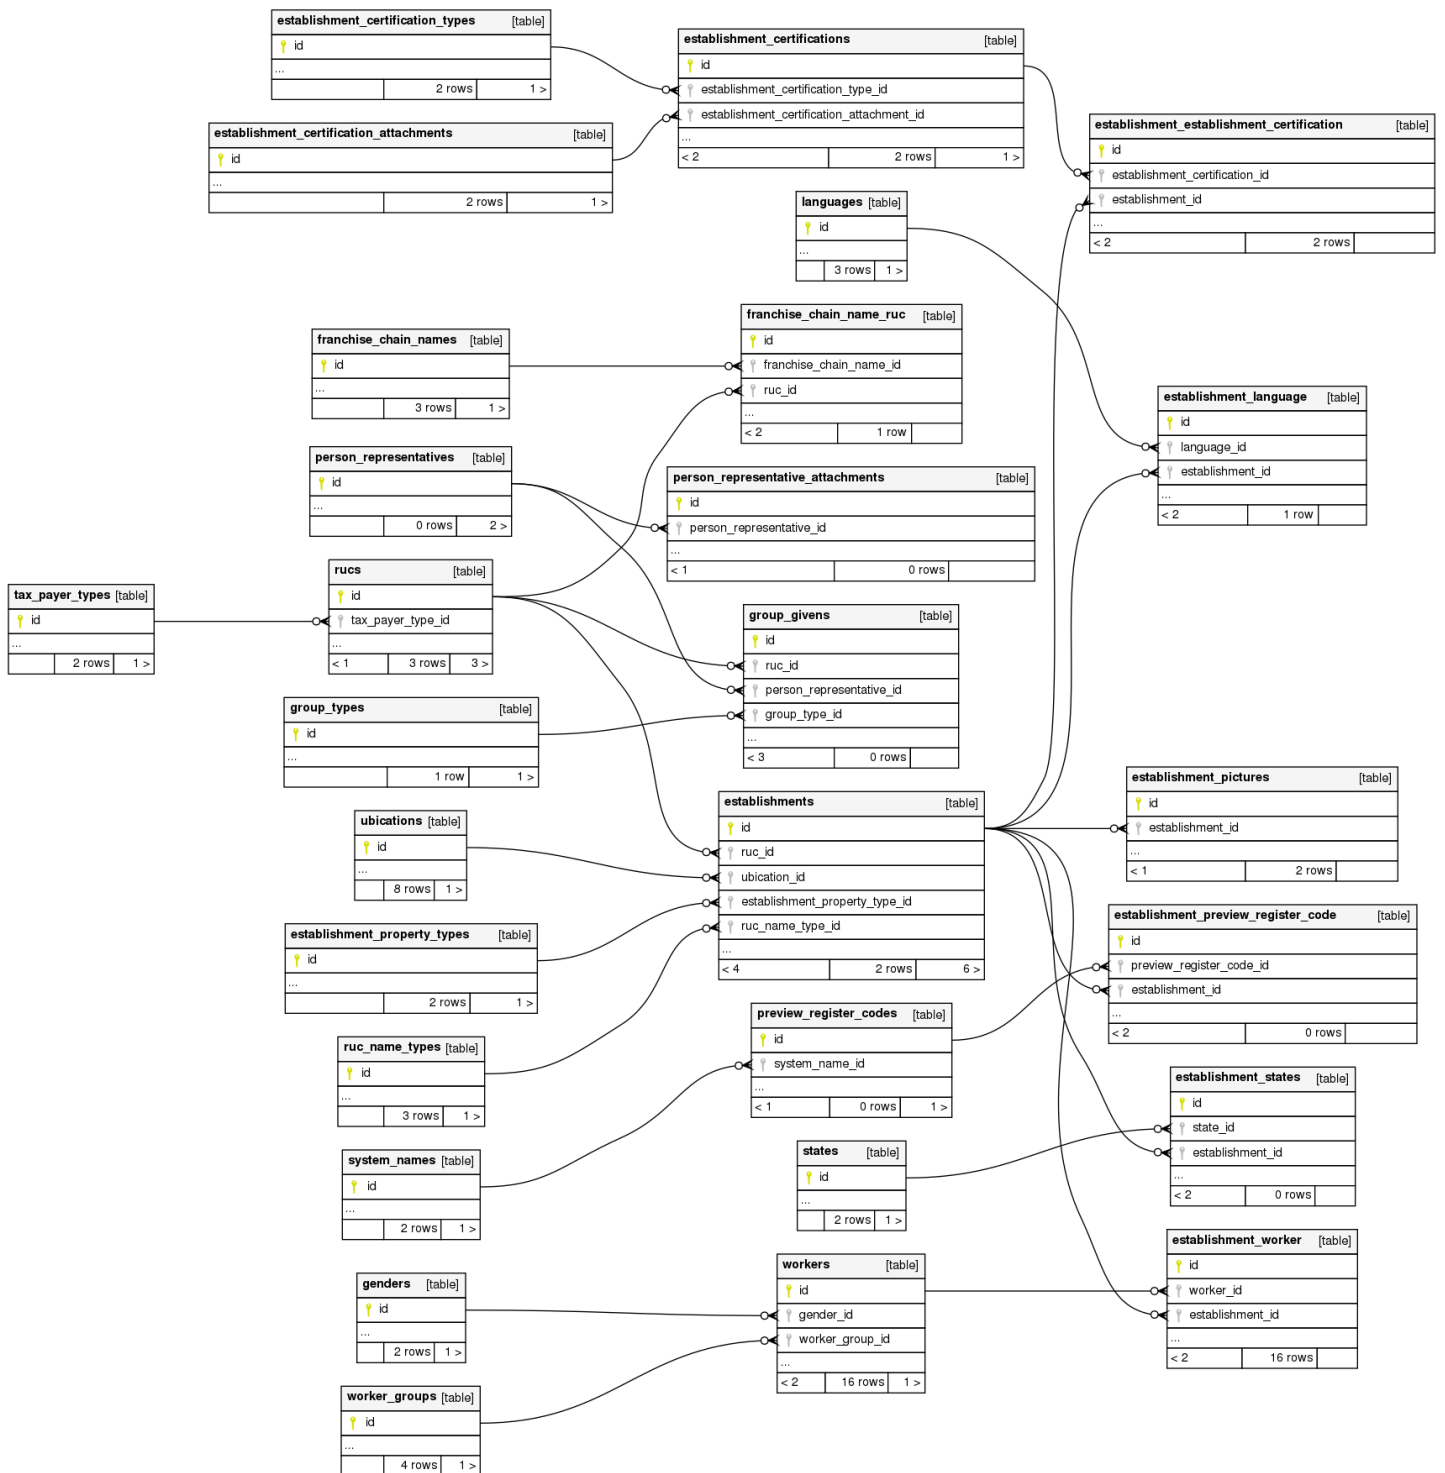 establishment_certification_types [table]
id
...
2 rows 1 >
establishment_certifications [table]
id
establishment_certification_type_id
establishment_certification_attachment_id
...
< 2 2 rows 1 >
establishment_certification_attachments [table]
id
...
2 rows 1 >
establishment_establishment_certification [table]
id
establishment_certification_id
establishment_id
...
< 2 2 rows
languages [table]
id
...
3 rows 1 >
franchise_chain_name_ruc [table]
id
franchise_chain_name_id
ruc_id
...
< 2 1 row
franchise_chain_names [table]
id
...
3 rows 1 >
establishment_language [table]
id
language_id
establishment_id
...
< 2 1 row
person_representatives [table]
id
...
0 rows 2 >
person_representative_attachments [table]
id
person_representative_id
...
< 1 0 rows
rucs [table]
id
tax_payer_type_id
...
< 1 3 rows 3 >
tax_payer_types [table]
id
...
2 rows 1 >
group_givens [table]
id
ruc_id
person_representative_id
group_type_id
...
< 3 0 rows
group_types [table]
id
...
1 row 1 >
establishments [table]
id
ruc_id
ubication_id
establishment_property_type_id
ruc_name_type_id
...
< 4 2 rows 6 >
establishment_pictures [table]
id
establishment_id
...
< 1 2 rows
ubications [table]
id
...
8 rows 1 >
establishment_property_types [table]
id
...
2 rows 1 >
establishment_preview_register_code [table]
id
preview_register_code_id
establishment_id
...
< 2 0 rows
preview_register_codes [table]
id
system_name_id
...
< 1 0 rows 1 >
ruc_name_types [table]
id
...
3 rows 1 >
establishment_states [table]
id
state_id
establishment_id
...
< 2 0 rows
states [table]
id
...
2 rows 1 >
system_names [table]
id
...
2 rows 1 >
establishment_worker [table]
id
worker_id
establishment_id
...
< 2 16 rows
workers [table]
id
gender_id
worker_group_id
...
< 2 16 rows 1 >
genders [table]
id
...
2 rows 1 >
worker_groups [table]
id
...
4 rows 1 >